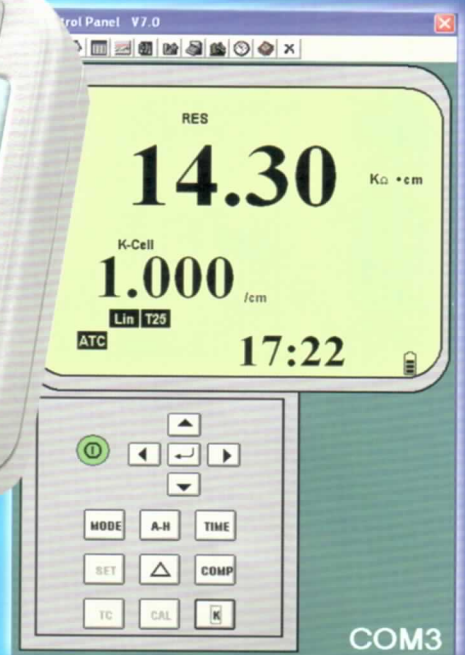 trol Panel V7.0
RES
14.30 KΩ •cm
K-Cell
1.000 /cm
Lin T25
ATC
17:22
MODE A-H TIME
SET △ COMP
TC CAL K
COM3